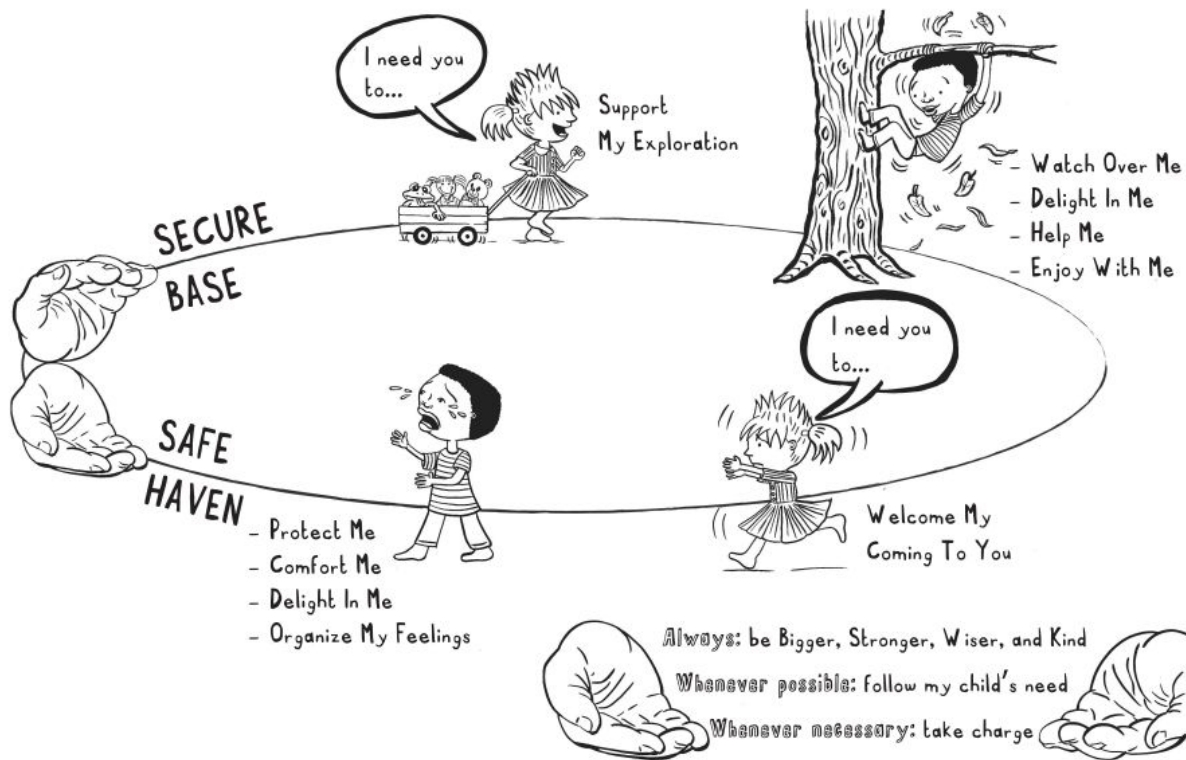 I need you
to...
Support
My Exploration
- Watch Over Me
- Delight In Me
- Help Me
- Enjoy With Me
SECURE
BASE
I need you
to...
SAFE
HAVEN
- Protect Me
- Comfort Me
- Delight In Me
- Organize My Feelings
Welcome My
Coming To You
Always: be Bigger, Stronger, Wiser, and Kind
Whenever possible: follow my child's need
Whenever necessary: take charge